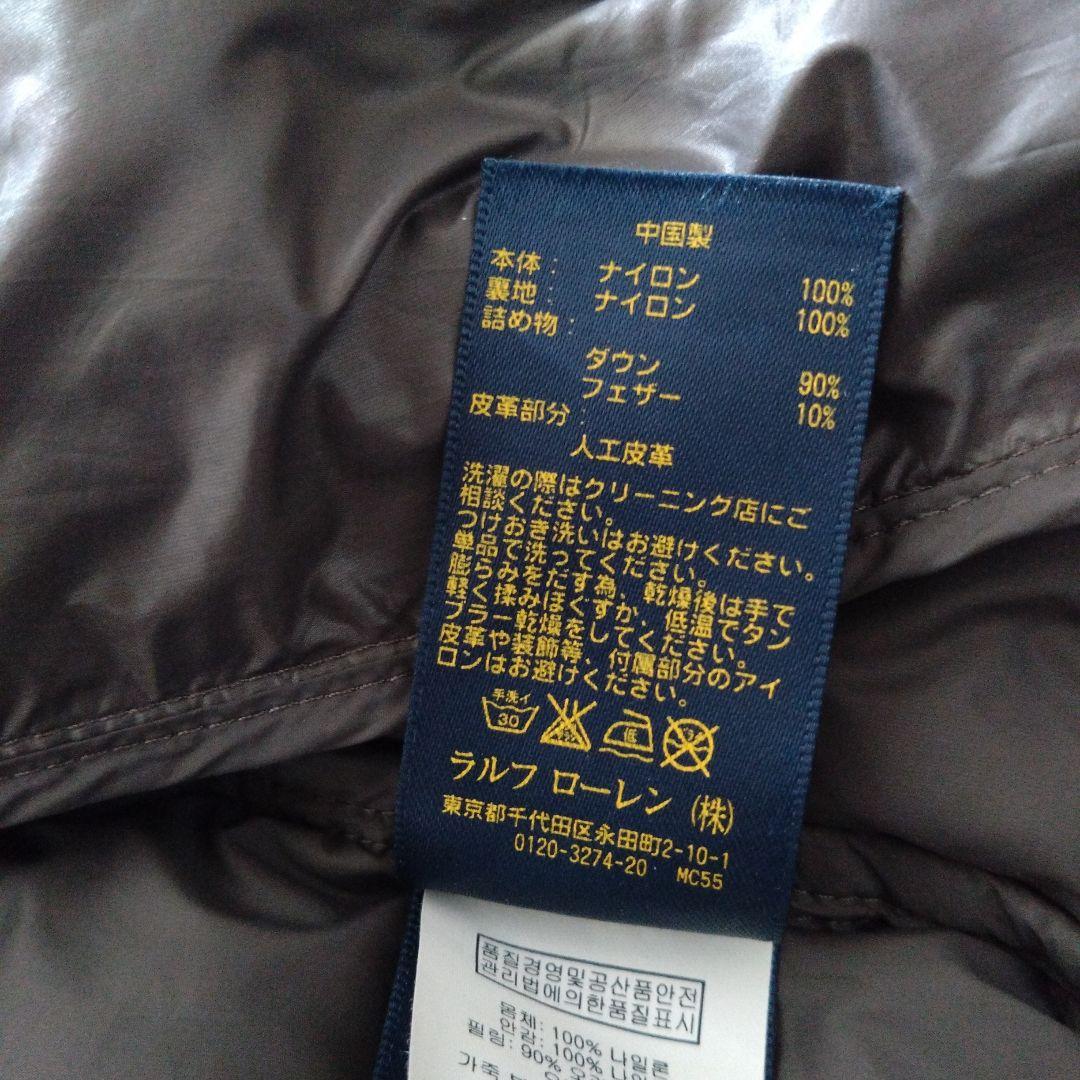 中国製
本体: ナイロン 100%
裏地: ナイロン 100%
詰め物:
ダウン 90%
フェザー 10%
皮革部分:
人工皮革
洗濯の際はクリーニング店にご
相談ください。
つけおき洗いはお避けください。
単品で洗ってください。
膨らみをだす為、乾燥後は手で
軽く揉みほぐすか、低温でタン
ブラー乾燥をしてください。
皮革や装飾等、付属部分のアイ
ロンはお避けください。
手洗イ
30
低
ラルフ ローレン (株)
東京都千代田区永田町2-10-1
0120-3274-20 MC55
품질경영및공산품안전
관리법에의한품질표시
몸체: 100% 나일론
안감: 100% 나일
필링: 90%
가죽